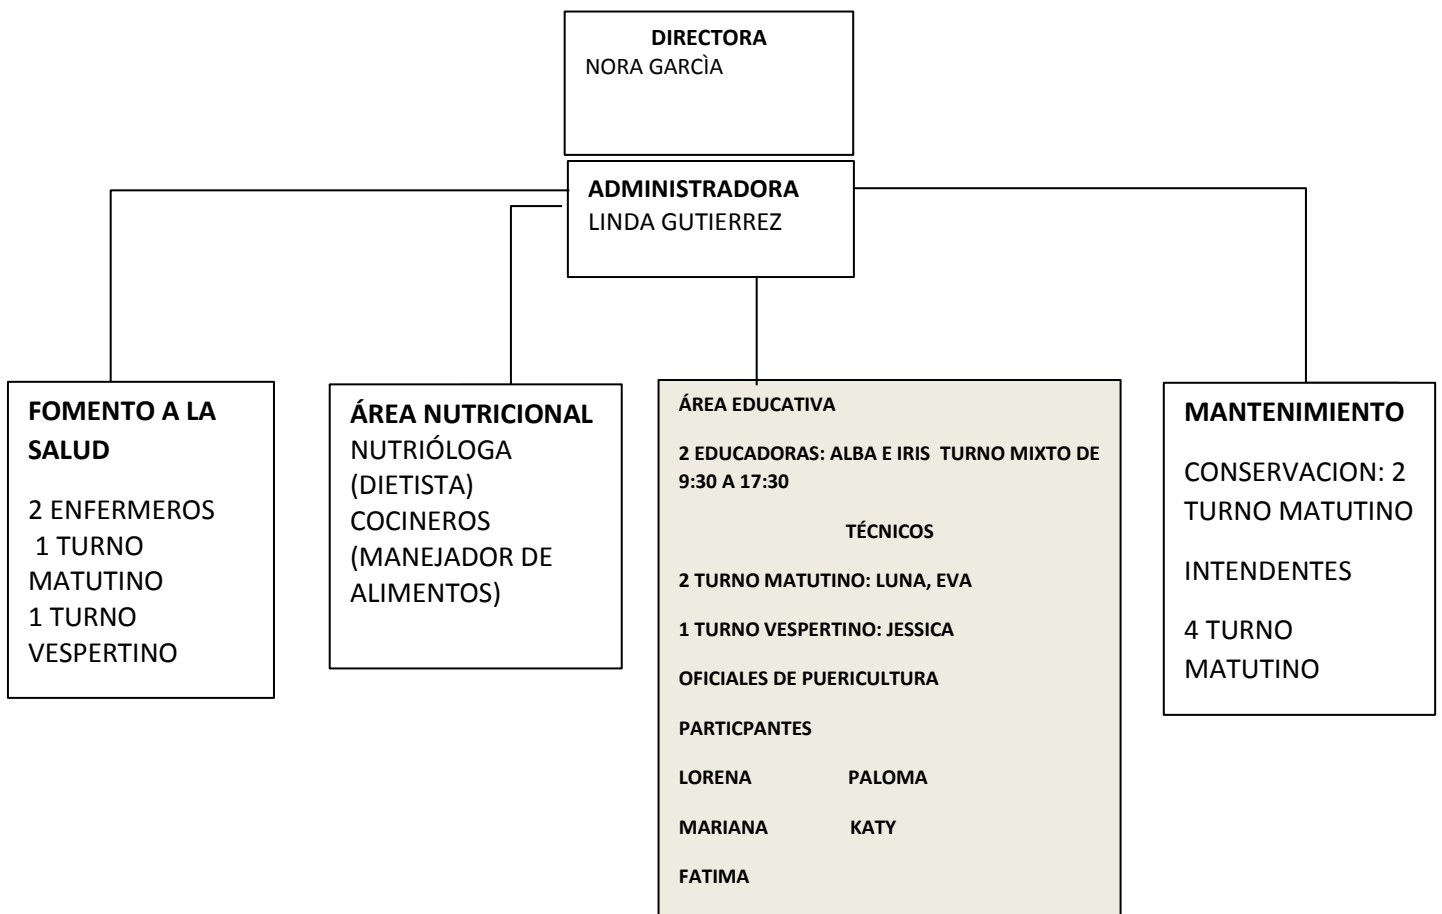 DIRECTORA
NORA GARCÌA
ADMINISTRADORA
LINDA GUTIERREZ
FOMENTO A LA
SALUD
2 ENFERMEROS
1 TURNO
MATUTINO
1 TURNO
VESPERTINO
ÁREA NUTRICIONAL
NUTRIÓLOGA
(DIETISTA)
COCINEROS
(MANEJADOR DE
ALIMENTOS)
ÁREA EDUCATIVA
2 EDUCADORAS: ALBA E IRIS TURNO MIXTO DE
9:30 A 17:30
TÉCNICOS
2 TURNO MATUTINO: LUNA, EVA
1 TURNO VESPERTINO: JESSICA
OFICIALES DE PUERICULTURA
PARTICPANTES
LORENA PALOMA
MARIANA KATY
FATIMA
MANTENIMIENTO
CONSERVACION: 2
TURNO MATUTINO
INTENDENTES
4 TURNO
MATUTINO